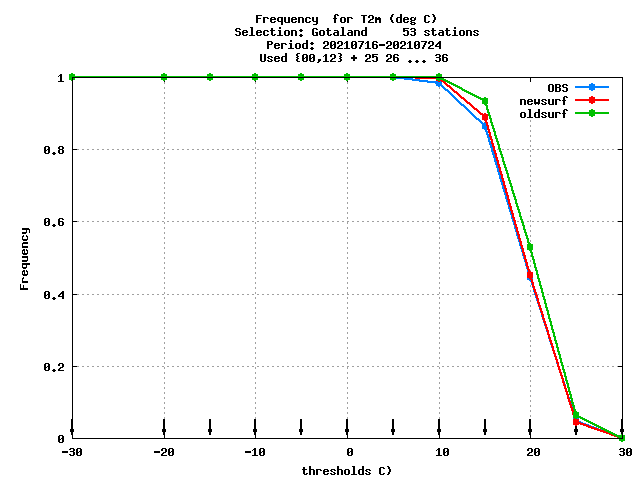 Frequency  for T2m (deg C)
Selection: Gotaland     53 stations
Period: 20210716-20210724
Used {00,12} + 25 26 ... 36
OBS
newsurf
oldsurf
1
0.8
0.6
0.4
0.2
0
Frequency
-30 -20 -10 0 10 20 30
thresholds C)